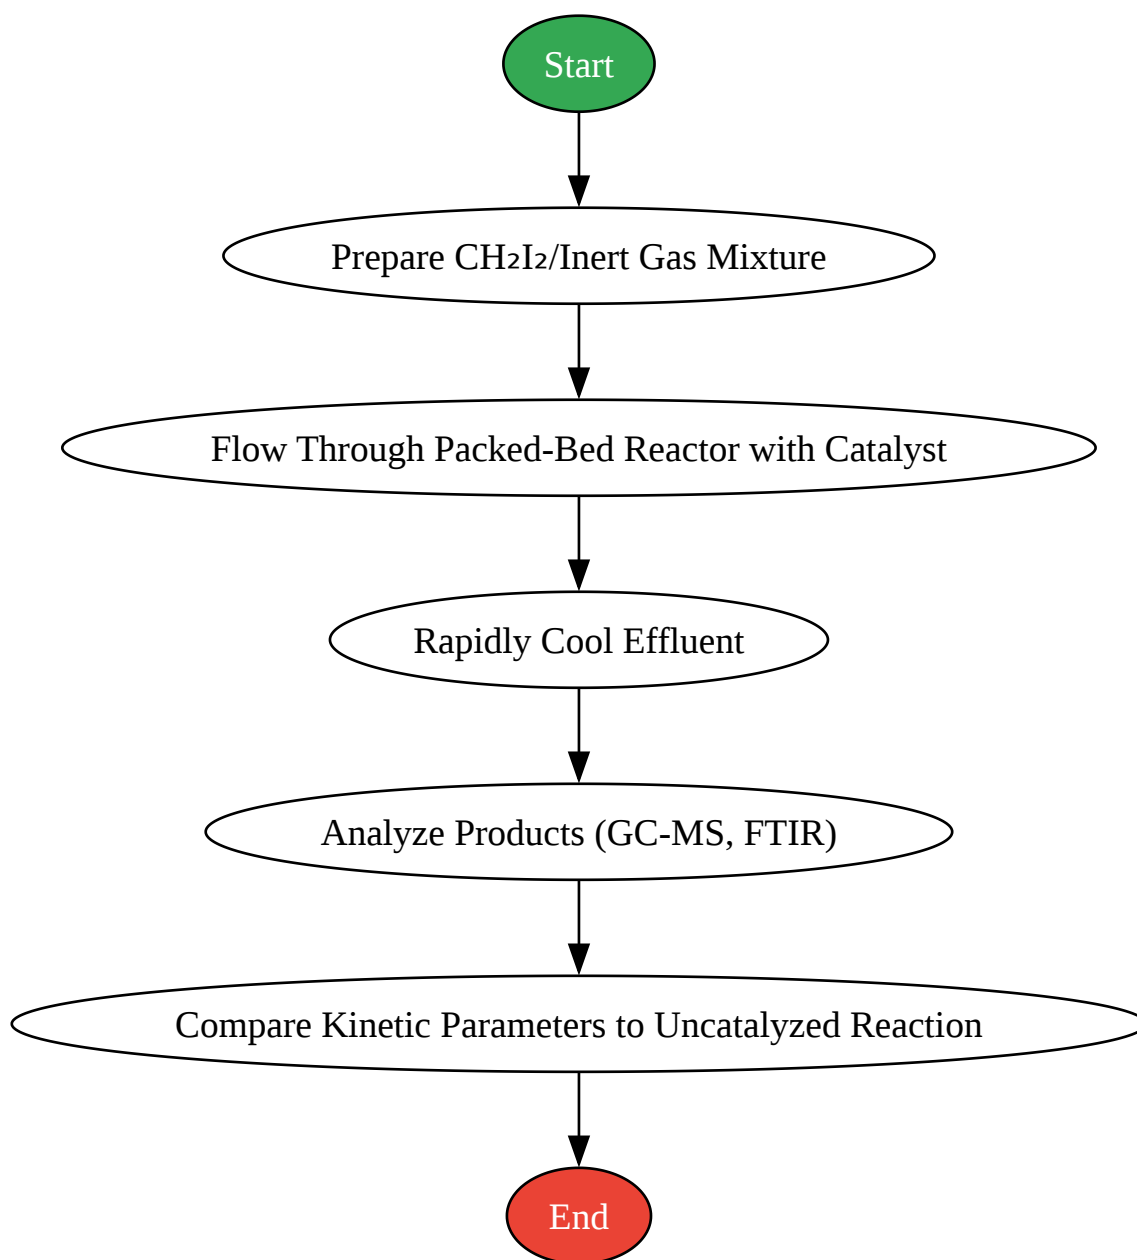 Start
Prepare CH₂I₂/Inert Gas Mixture
Flow Through Packed-Bed Reactor with Catalyst
Rapidly Cool Effluent
Analyze Products (GC-MS, FTIR)
Compare Kinetic Parameters to Uncatalyzed Reaction
End